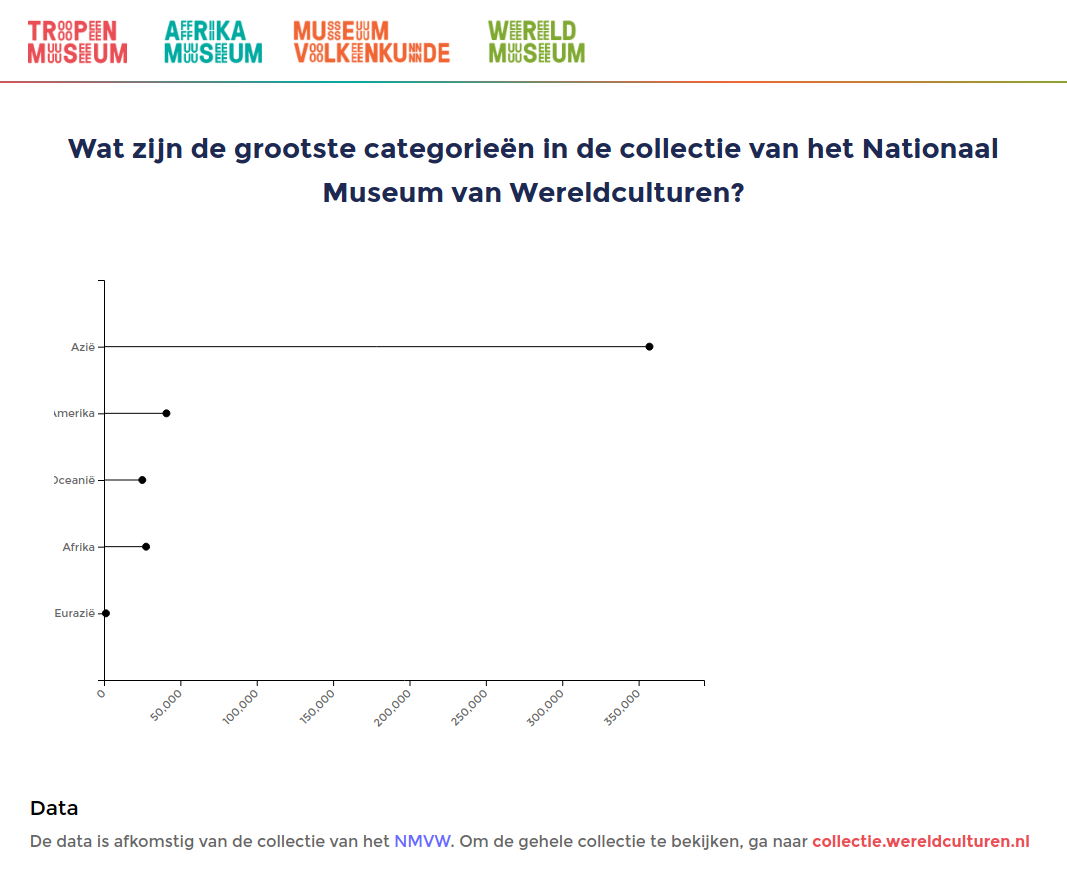 TROPEN MUSEUM
AFRIKA MUSEUM
MUSEUM VOLKENKUNDE
WERELD MUSEUM
Wat zijn de grootste categorieën in de collectie van het Nationaal
Museum van Wereldculturen?
Azië
Amerika
Oceanië
Afrika
Eurazië
0
50,000
100,000
150,000
200,000
250,000
300,000
350,000
Data
De data is afkomstig van de collectie van het NMVW. Om de gehele collectie te bekijken, ga naar collectie.wereldculturen.nl